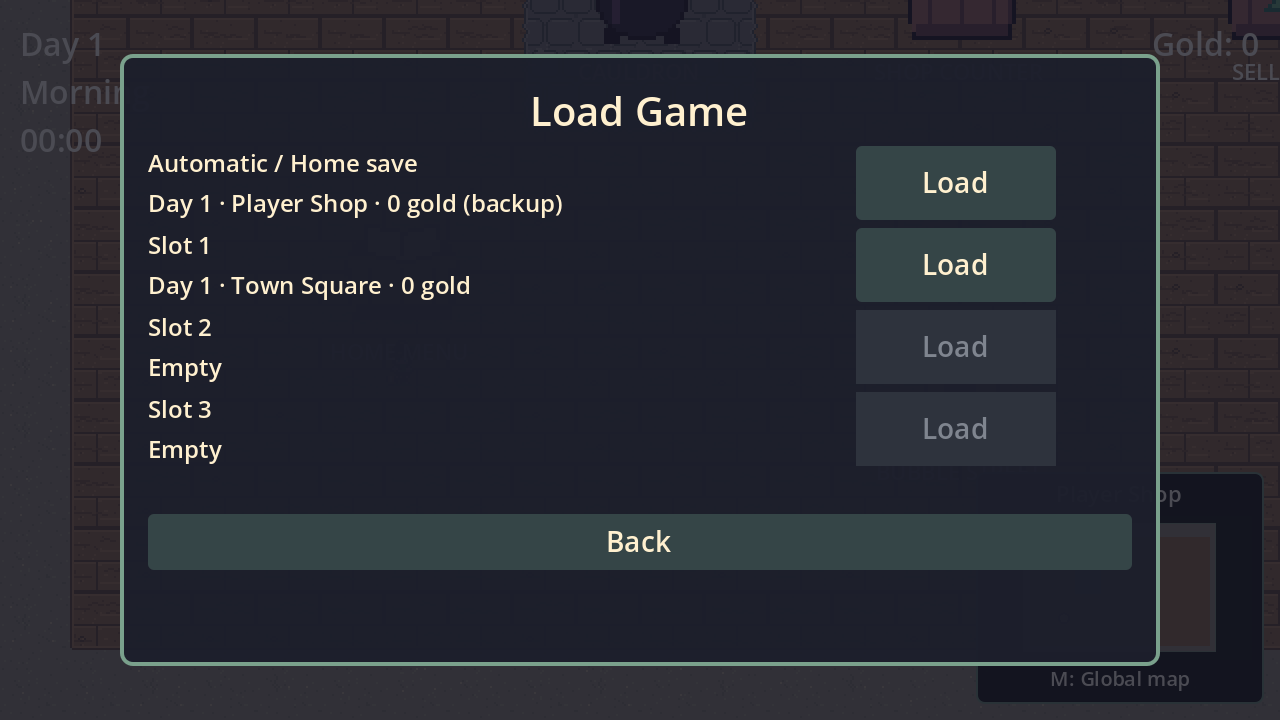 Day 1
Gold: 0
SELL
Morning
00:00
Load Game
Automatic / Home save
Day 1 · Player Shop · 0 gold (backup)
Load
Slot 1
Day 1 · Town Square · 0 gold
Load
Slot 2
Empty
Load
Slot 3
Empty
Load
Player Shop
Back
M: Global map